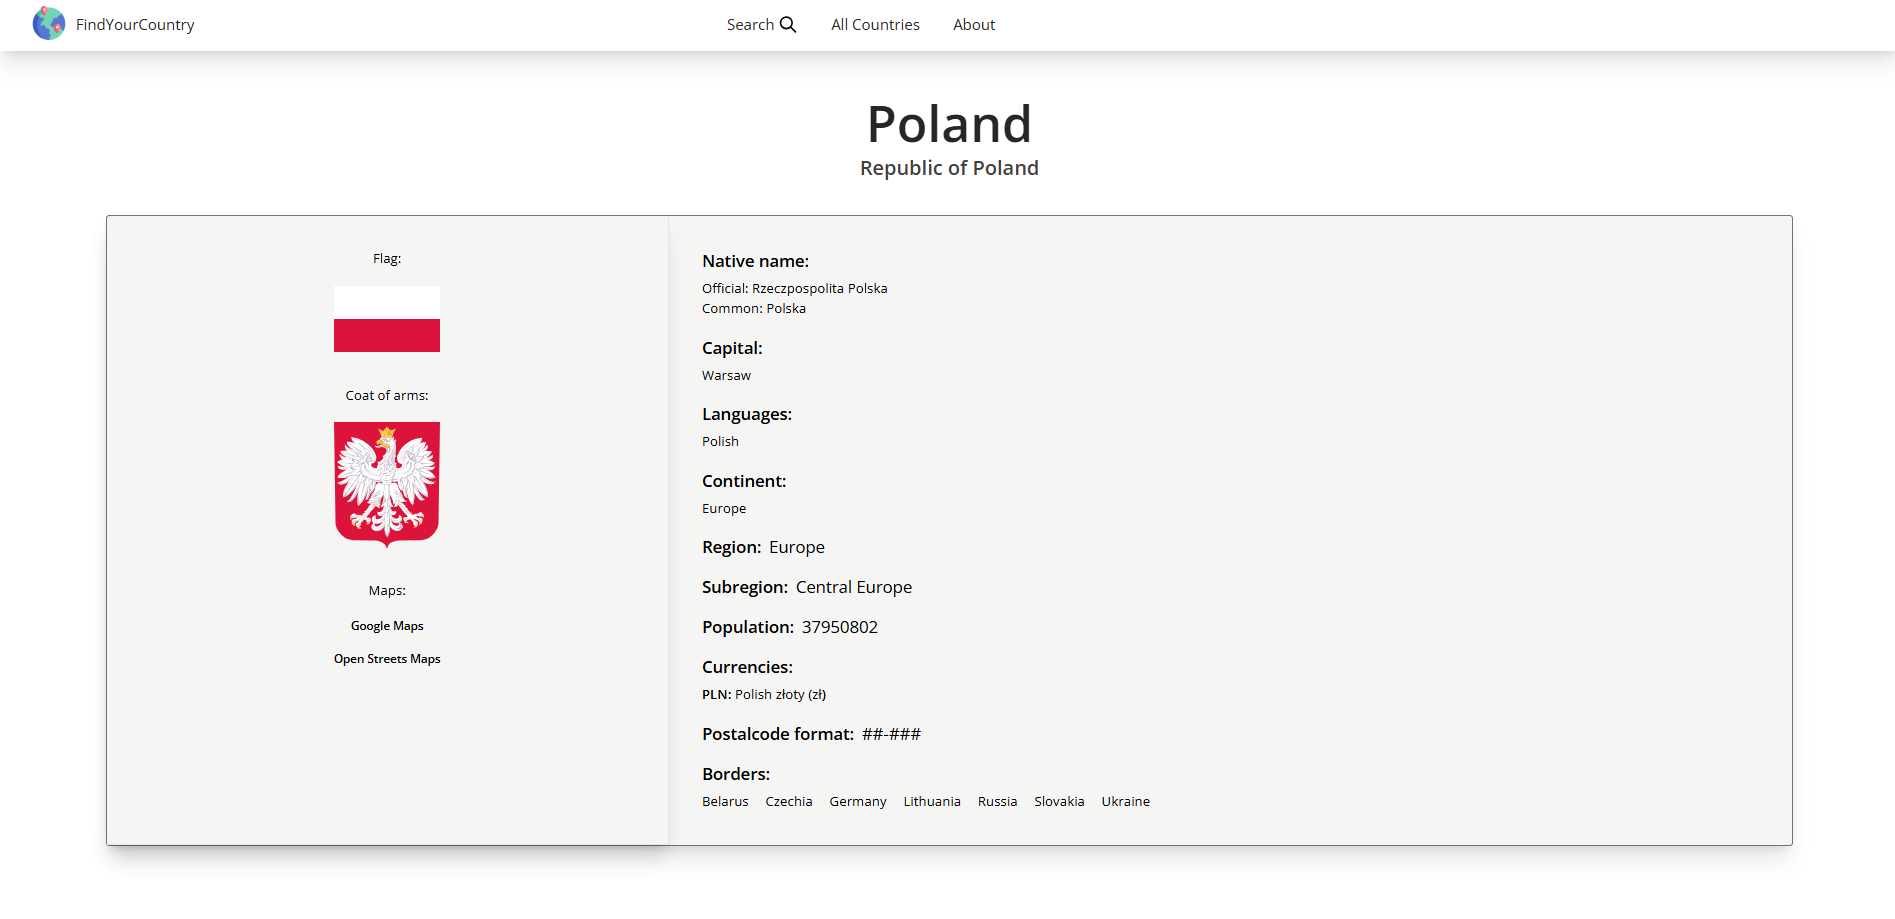 FindYourCountry
Search
All Countries
About
Poland
Republic of Poland
Flag:
Coat of arms:
Maps:
Google Maps
Open Streets Maps
Native name:
Official: Rzeczpospolita Polska
Common: Polska
Capital:
Warsaw
Languages:
Polish
Continent:
Europe
Region: Europe
Subregion: Central Europe
Population: 37950802
Currencies:
PLN: Polish złoty (zł)
Postalcode format: ##-###
Borders:
Belarus Czechia Germany Lithuania Russia Slovakia Ukraine